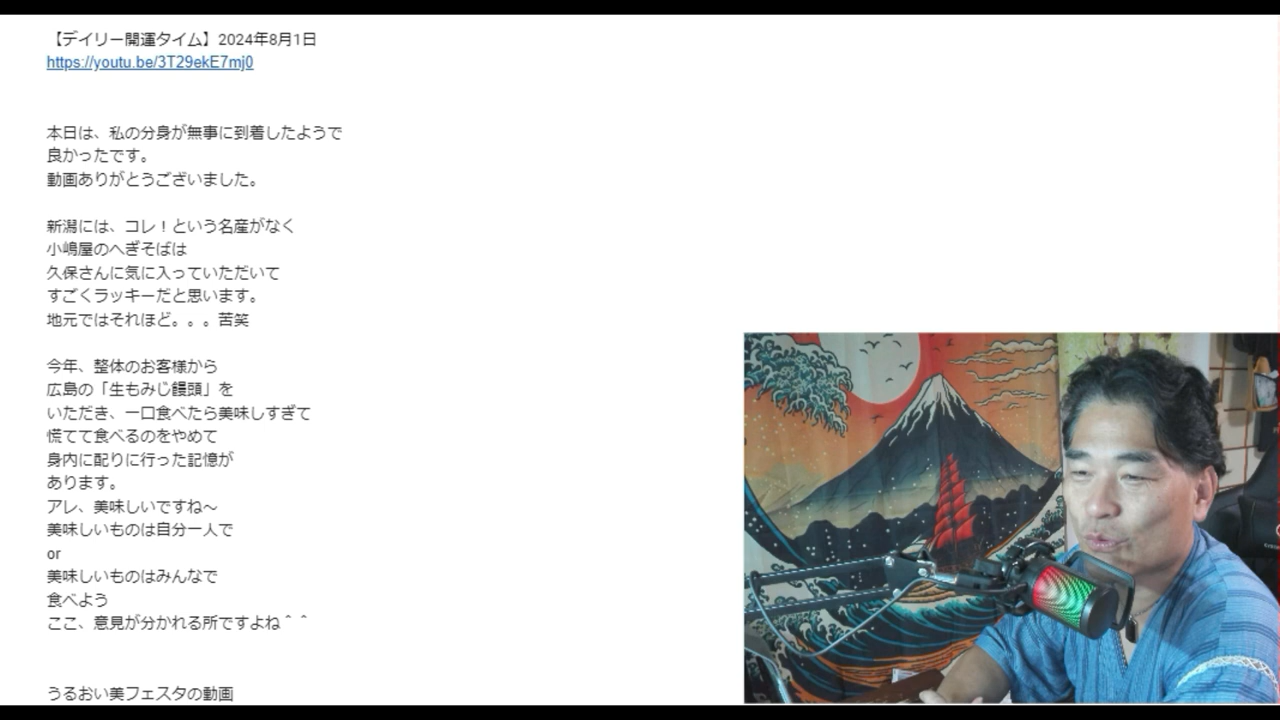 【デイリー開運タイム】2024年8月1日
https://youtu.be/3T29ekE7mj0
本日は、私の分身が無事に到着したようで
良かったです。
動画ありがとうございました。
新潟には、コレ！という名産がなく
小嶋屋のへぎそばは
久保さんに気に入っていただいて
すごくラッキーだと思います。
地元ではそれほど。。。苦笑
今年、整体のお客様から
広島の「生もみじ饅頭」を
いただき、一口食べたら美味しすぎて
慌てて食べるのをやめて
身内に配りに行った記憶が
あります。
アレ、美味しいですね～
美味しいものは自分一人で
or
美味しいものはみんなで
食べよう
ここ、意見が分かれる所ですよね＾＾
うるおい美フェスタの動画